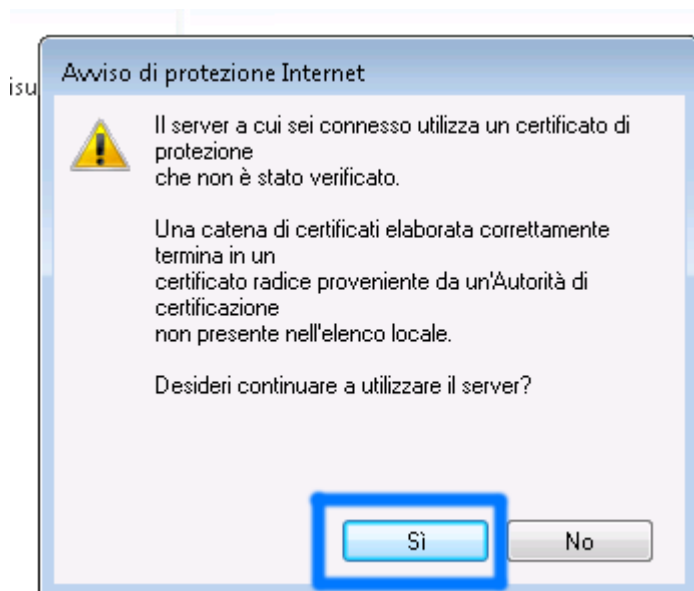 isu
Avviso di protezione Internet
Il server a cui sei connesso utilizza un certificato di
protezione
che non è stato verificato.
Una catena di certificati elaborata correttamente
termina in un
certificato radice proveniente da un'Autorità di
certificazione
non presente nell'elenco locale.
Desideri continuare a utilizzare il server?
Sì
No